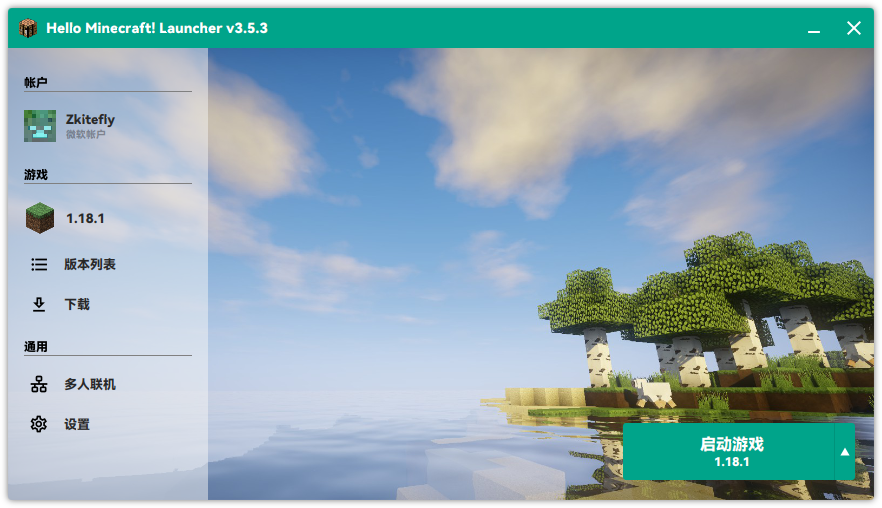 Hello Minecraft! Launcher v3.5.3
帐户
Zkitefly
微软帐户
游戏
1.18.1
版本列表
下载
通用
多人联机
设置
启动游戏
1.18.1